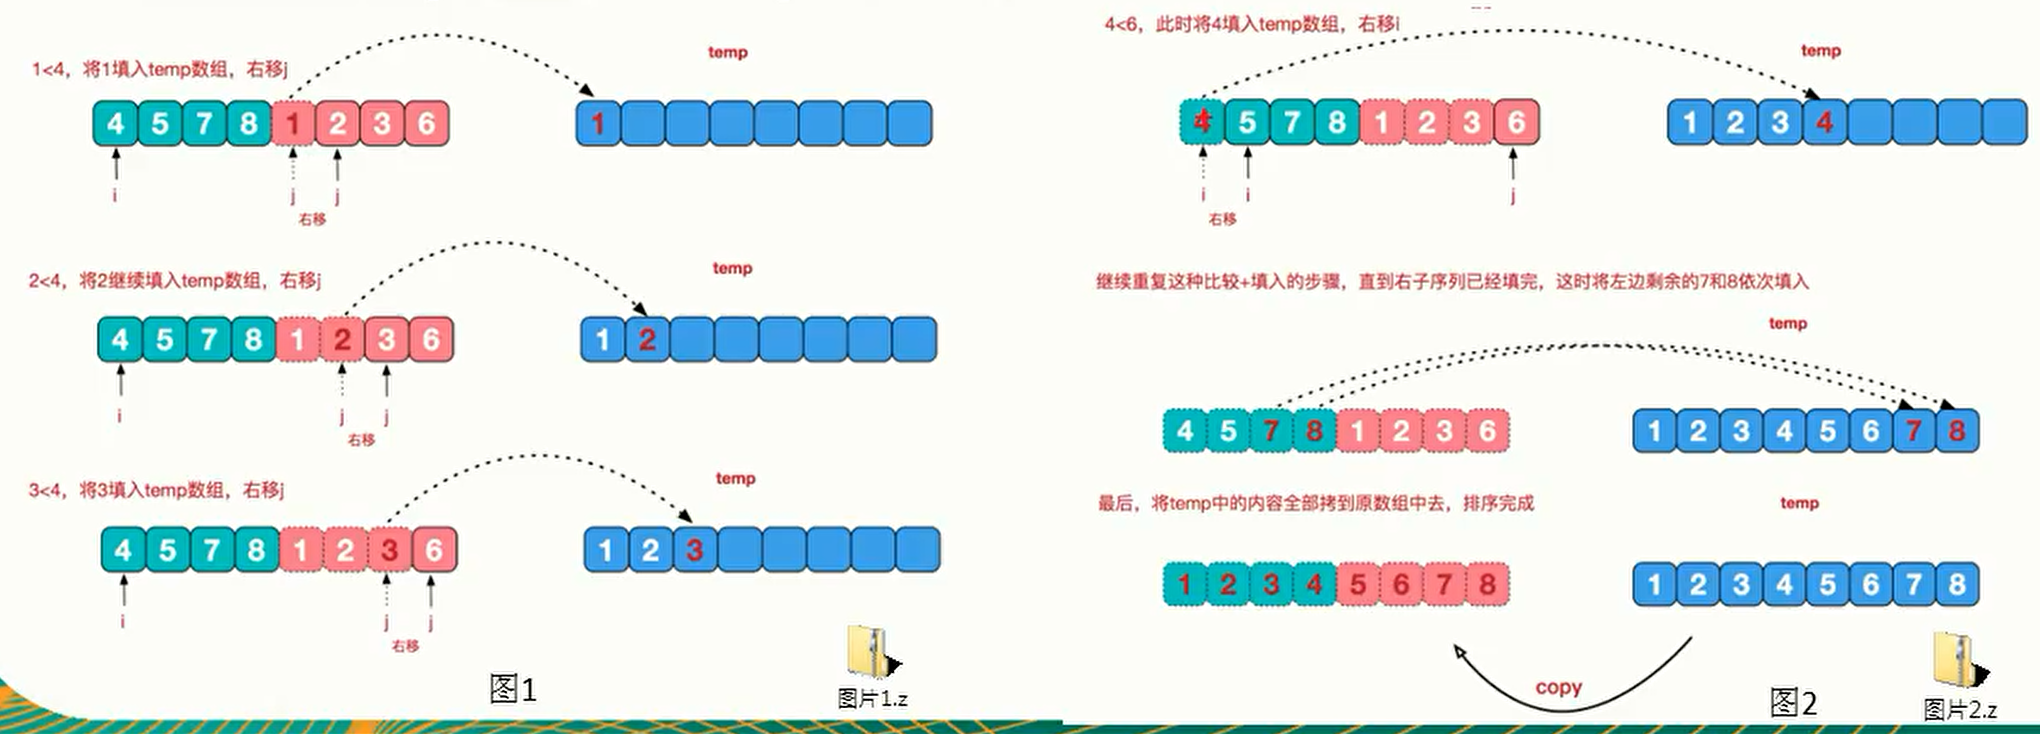 1<4，将1填入temp数组，右移j
temp
4 5 7 8 1 2 3 6
1
i j j
右移
2<4，将2继续填入temp数组，右移j
temp
4 5 7 8 1 2 3 6
1 2
i j j
右移
3<4，将3填入temp数组，右移j
temp
4 5 7 8 1 2 3 6
1 2 3
i j j
右移
图1
图片1.z
4<6，此时将4填入temp数组，右移i
temp
4 5 7 8 1 2 3 6
1 2 3 4
i i j
右移
继续重复这种比较+填入的步骤，直到右子序列已经填完，这时将左边剩余的7和8依次填入
temp
4 5 7 8 1 2 3 6
1 2 3 4 5 6 7 8
最后，将temp中的内容全部拷到原数组中去，排序完成
temp
1 2 3 4 5 6 7 8
1 2 3 4 5 6 7 8
copy
图2
图片2.z